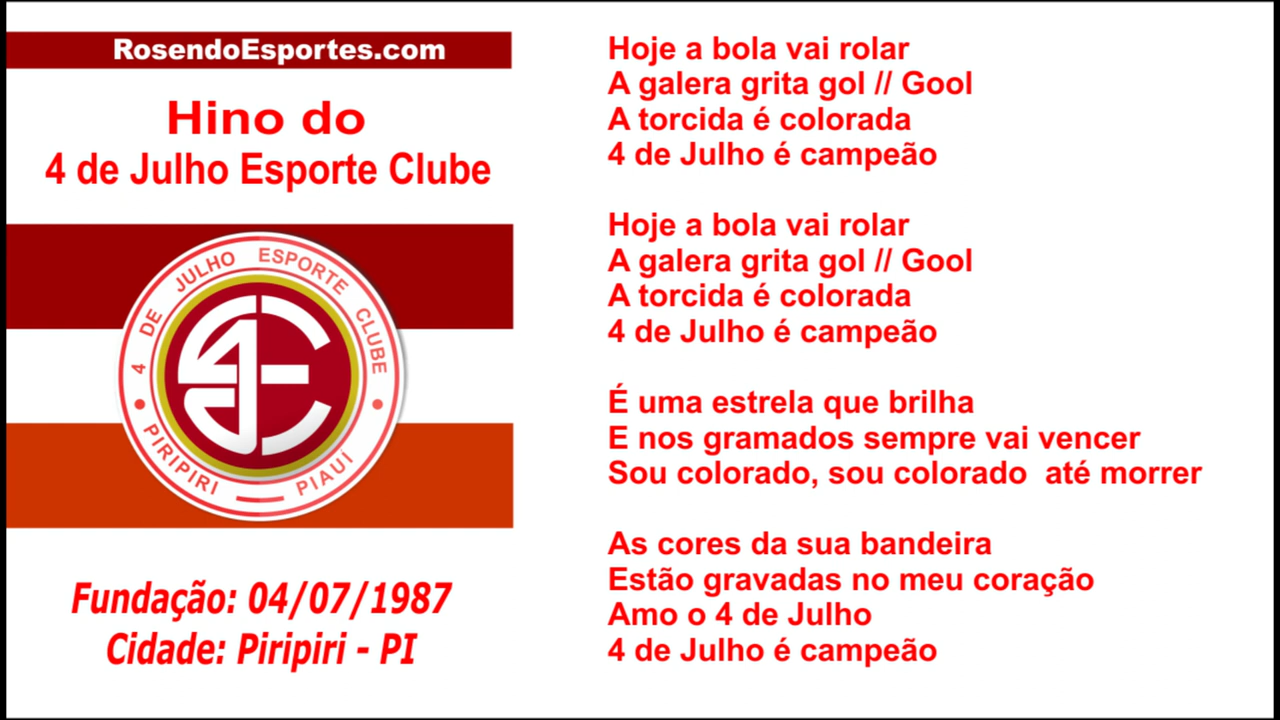 RosendoEsportes.com
Hino do
4 de Julho Esporte Clube
4 DE JULHO ESPORTE CLUBE
PIRIPIRI PIAUI
4JEC
Fundação: 04/07/1987
Cidade: Piripiri - PI
Hoje a bola vai rolar
A galera grita gol // Gool
A torcida é colorada
4 de Julho é campeão
Hoje a bola vai rolar
A galera grita gol // Gool
A torcida é colorada
4 de Julho é campeão
É uma estrela que brilha
E nos gramados sempre vai vencer
Sou colorado, sou colorado  até morrer
As cores da sua bandeira
Estão gravadas no meu coração
Amo o 4 de Julho
4 de Julho é campeão